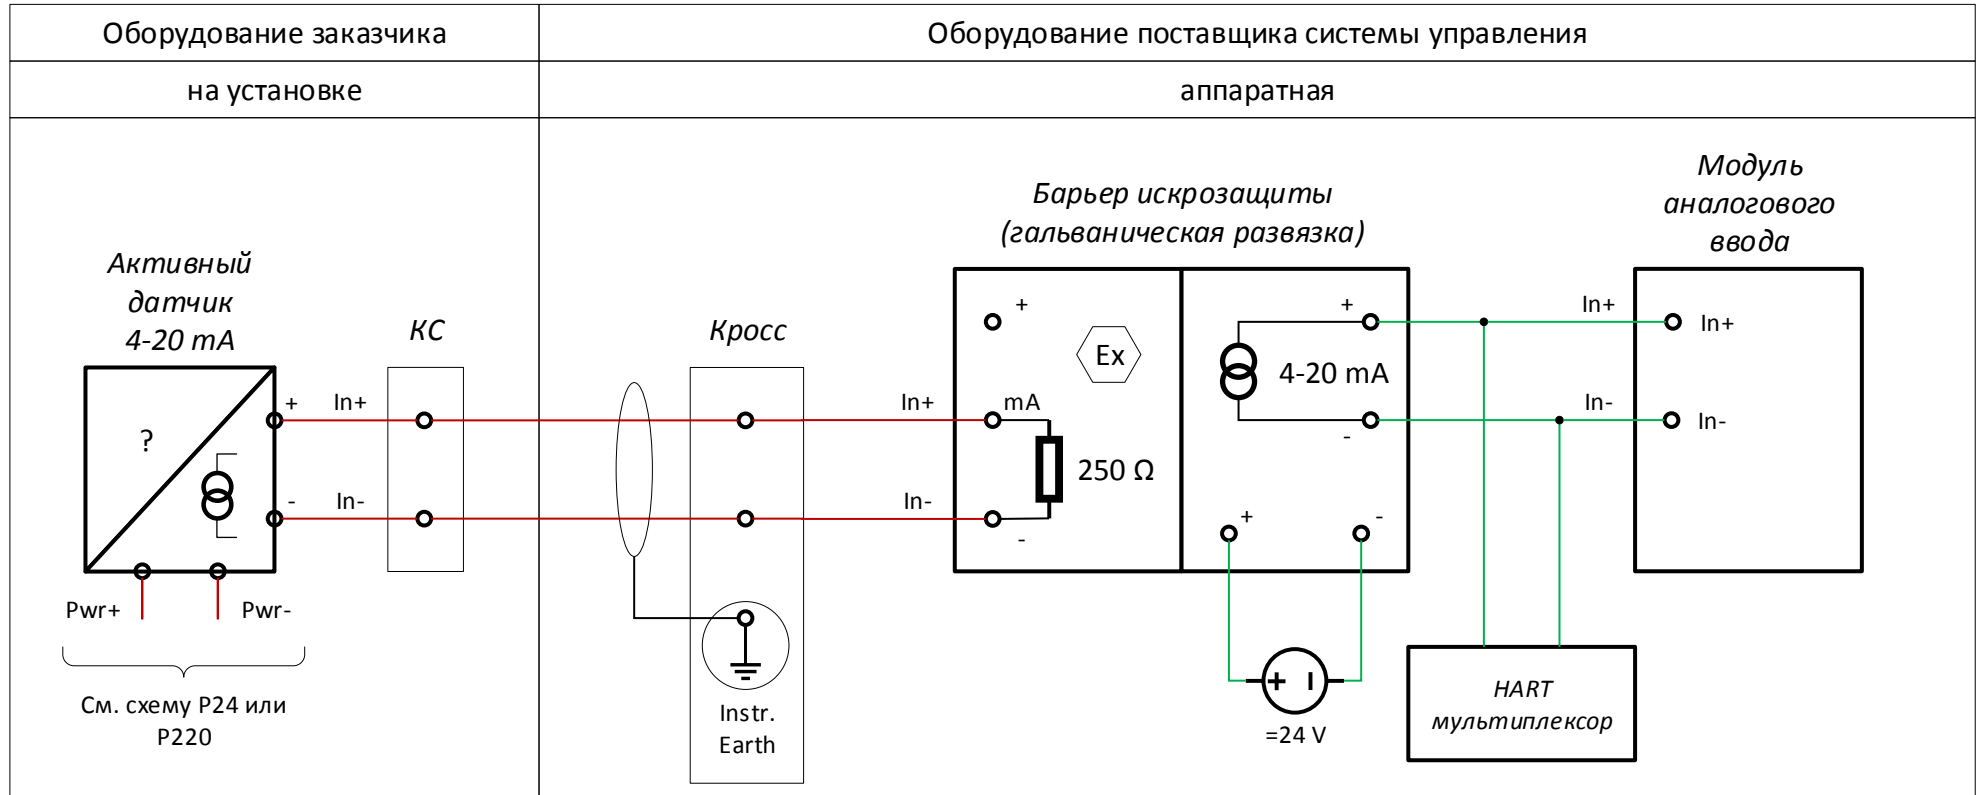 Оборудование заказчика
Оборудование поставщика системы управления
на установке
аппаратная
Активный
датчик
4-20 mA
КС
Кросс
Барьер искрозащиты
(гальваническая развязка)
Модуль
аналогового
ввода
?
+
In+
-
In-
Pwr+
Pwr-
См. схему P24 или
P220
In+
In-
Instr.
Earth
+
mA
-
250 Ω
Ex
+
4-20 mA
-
+
-
=24 V
In+
In-
In+
In-
HART
мультиплексор